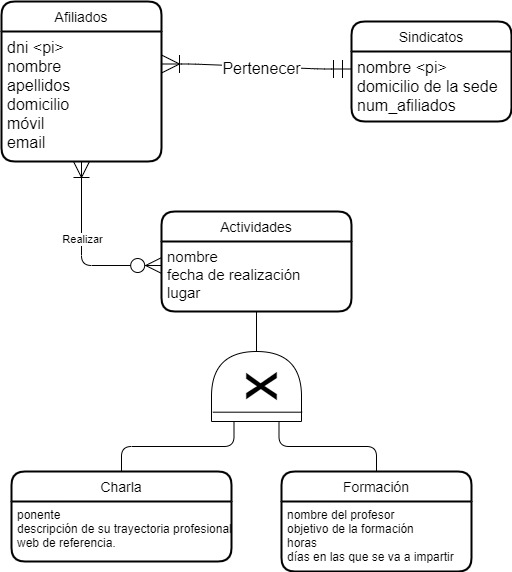 Afiliados
dni <pi>
nombre
apellidos
domicilio
móvil
email
Pertenecer
Sindicatos
nombre <pi>
domicilio de la sede
num_afiliados
Realizar
Actividades
nombre
fecha de realización
lugar
Charla
ponente
descripción de su trayectoria profesional
web de referencia.
Formación
nombre del profesor
objetivo de la formación
horas
días en las que se va a impartir